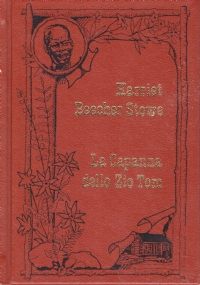 Harriet
Beecher Stowe
La Capanna
dello Zio Tom